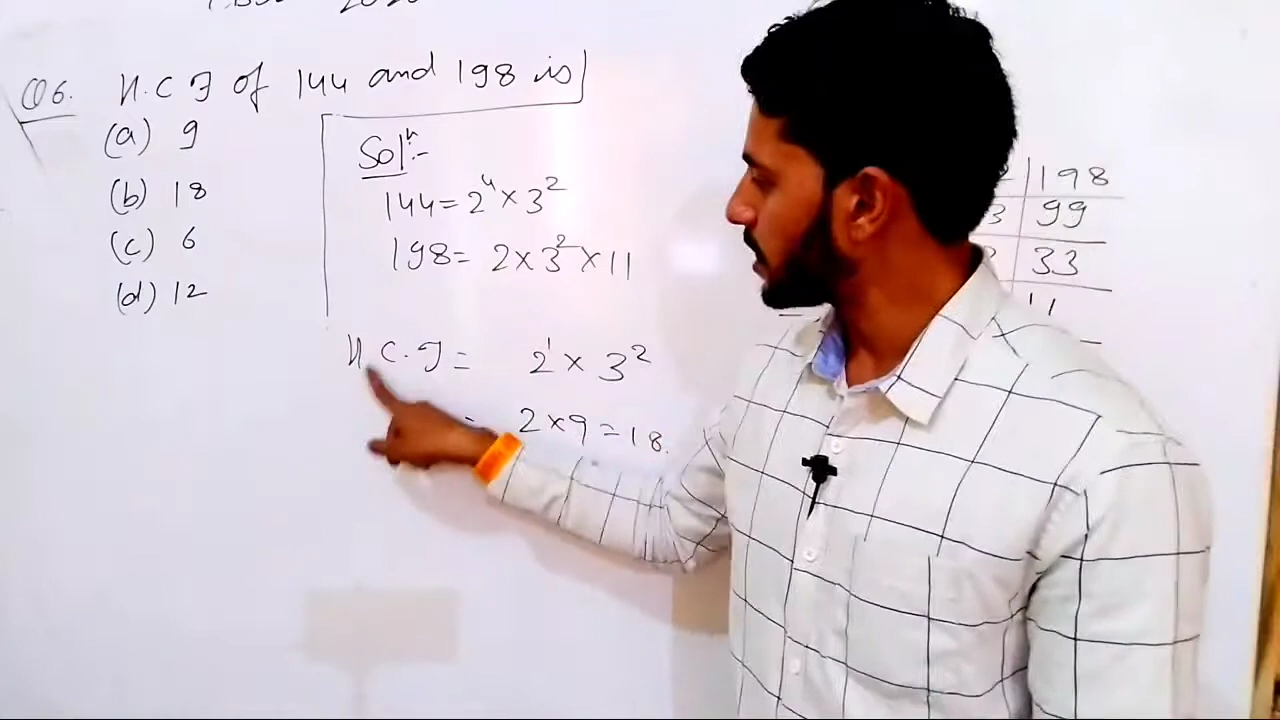 Q6. H.C.F of 144 and 198 is
(a) 9
(b) 18
(c) 6
(d) 12
Solⁿ:-
144 = 2⁴ × 3²
198 = 2 × 3² × 11
H.C.F = 2¹ × 3²
= 2 × 9 = 18.
198
3 99
33
11